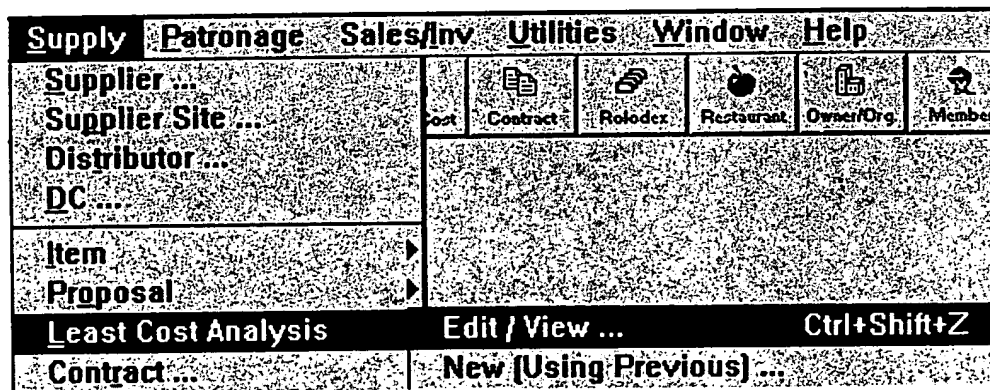 Supply Patronage Sales/Inv Utilities Window Help
Supplier ...
Supplier Site ...
Distributor ...
DC ...
Cost Contract Rolodex Restaurant Owner/Org. Member
Item
Proposal
Least Cost Analysis Edit / View ... Ctrl+Shift+Z
Contract ... New (Using Previous) ...